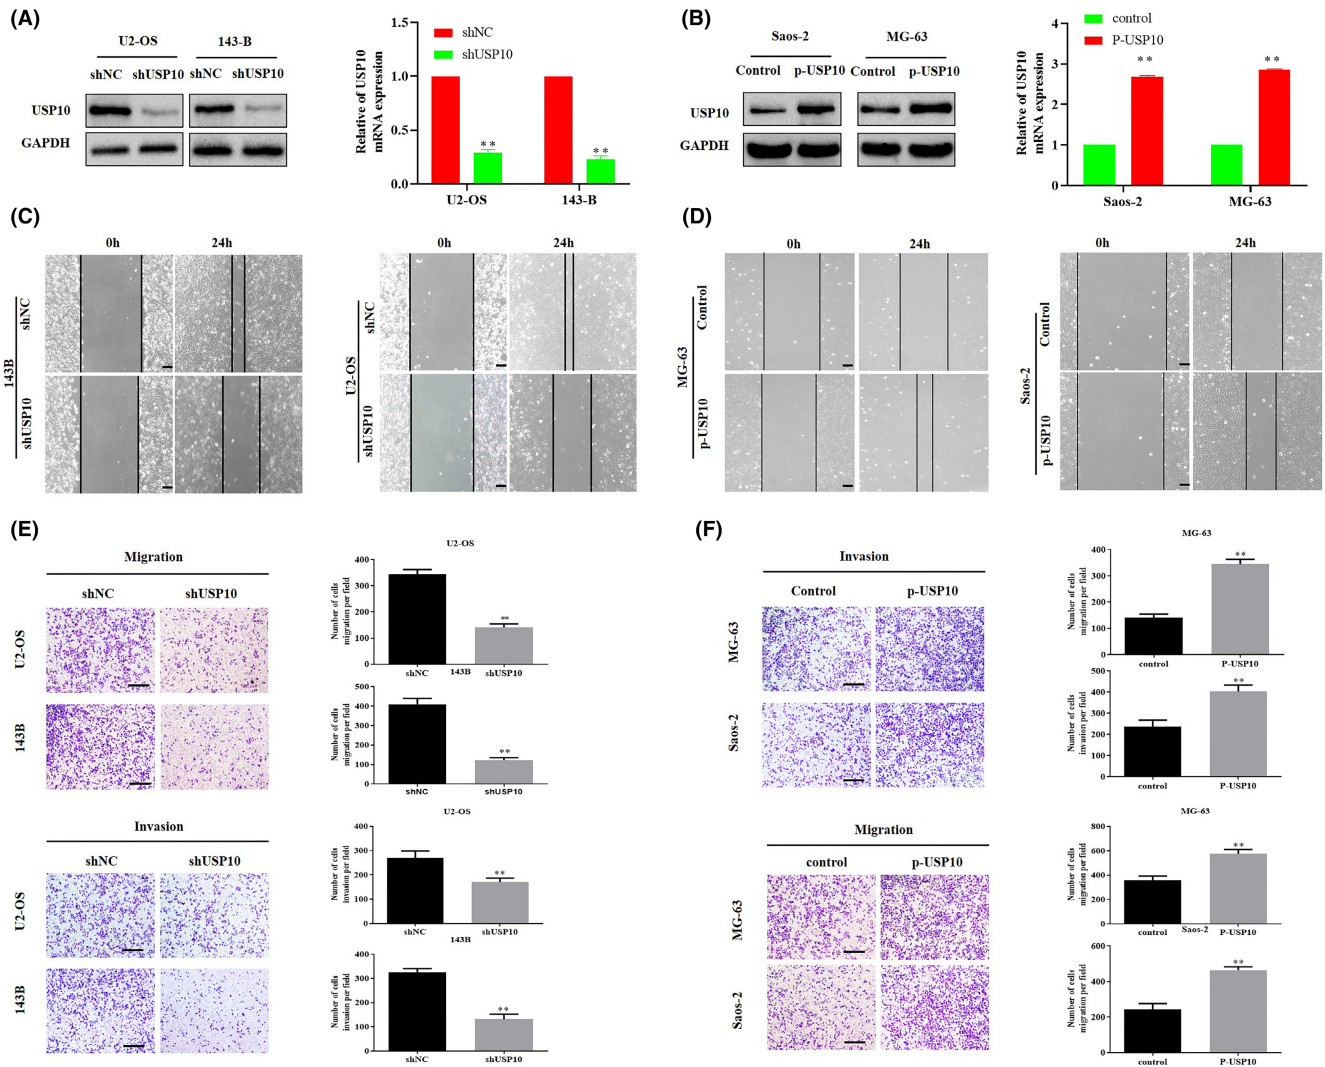 (A)
U2-OS 143-B
shNC shUSP10 shNC shUSP10
USP10
GAPDH
Relative of USP10
mRNA expression
1.5
1.0
0.5
0.0
shNC
shUSP10
**
**
U2-OS 143-B
(B)
Saos-2 MG-63
Control p-USP10 Control p-USP10
USP10
GAPDH
Relative of USP10
mRNA expression
4
3
2
1
0
control
P-USP10
**
**
Saos-2 MG-63
(C)
0h 24h
143B
shNC
shUSP10
0h 24h
U2-OS
shNC
shUSP10
(D)
0h 24h
MG-63
Control
p-USP10
0h 24h
Saos-2
Control
p-USP10
(E)
Migration
shNC shUSP10
U2-OS
143B
U2-OS
Number of cells
migration per field
400
300
200
100
0
**
shNC shUSP10
143B
Number of cells
migration per field
500
400
300
200
100
0
**
shNC shUSP10
Invasion
shNC shUSP10
U2-OS
143B
U2-OS
Number of cells
invasion per field
400
300
200
100
0
**
shNC shUSP10
143B
Number of cells
invasion per field
400
300
200
100
0
**
shNC shUSP10
(F)
Invasion
Control p-USP10
MG-63
Saos-2
MG-63
Number of cells
migration per field
400
300
200
100
0
**
control P-USP10
Number of cells
invasion per field
500
400
300
200
100
0
**
control P-USP10
Migration
control p-USP10
MG-63
Saos-2
MG-63
Number of cells
migration per field
800
600
400
200
0
**
control P-USP10
Saos-2
Number of cells
migration per field
600
400
200
0
**
control P-USP10